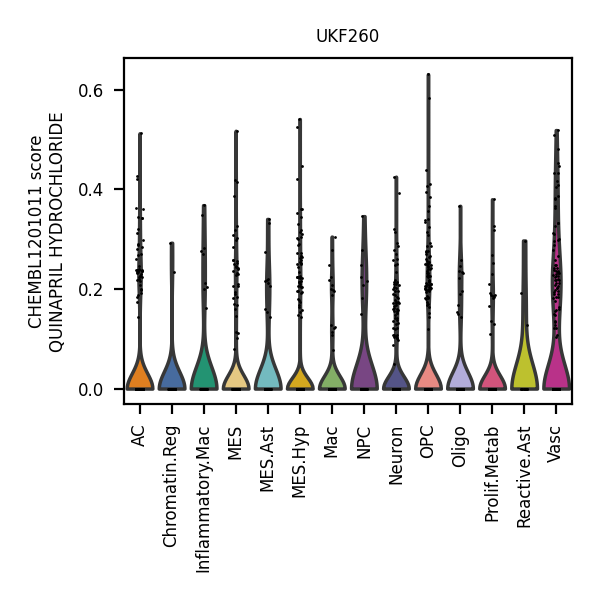 UKF260
CHEMBL1201011 score
QUINAPRIL HYDROCHLORIDE
0.6
0.4
0.2
0.0
AC
Chromatin.Reg
Inflammatory.Mac
MES
MES.Ast
MES.Hyp
Mac
NPC
Neuron
OPC
Oligo
Prolif.Metab
Reactive.Ast
Vasc